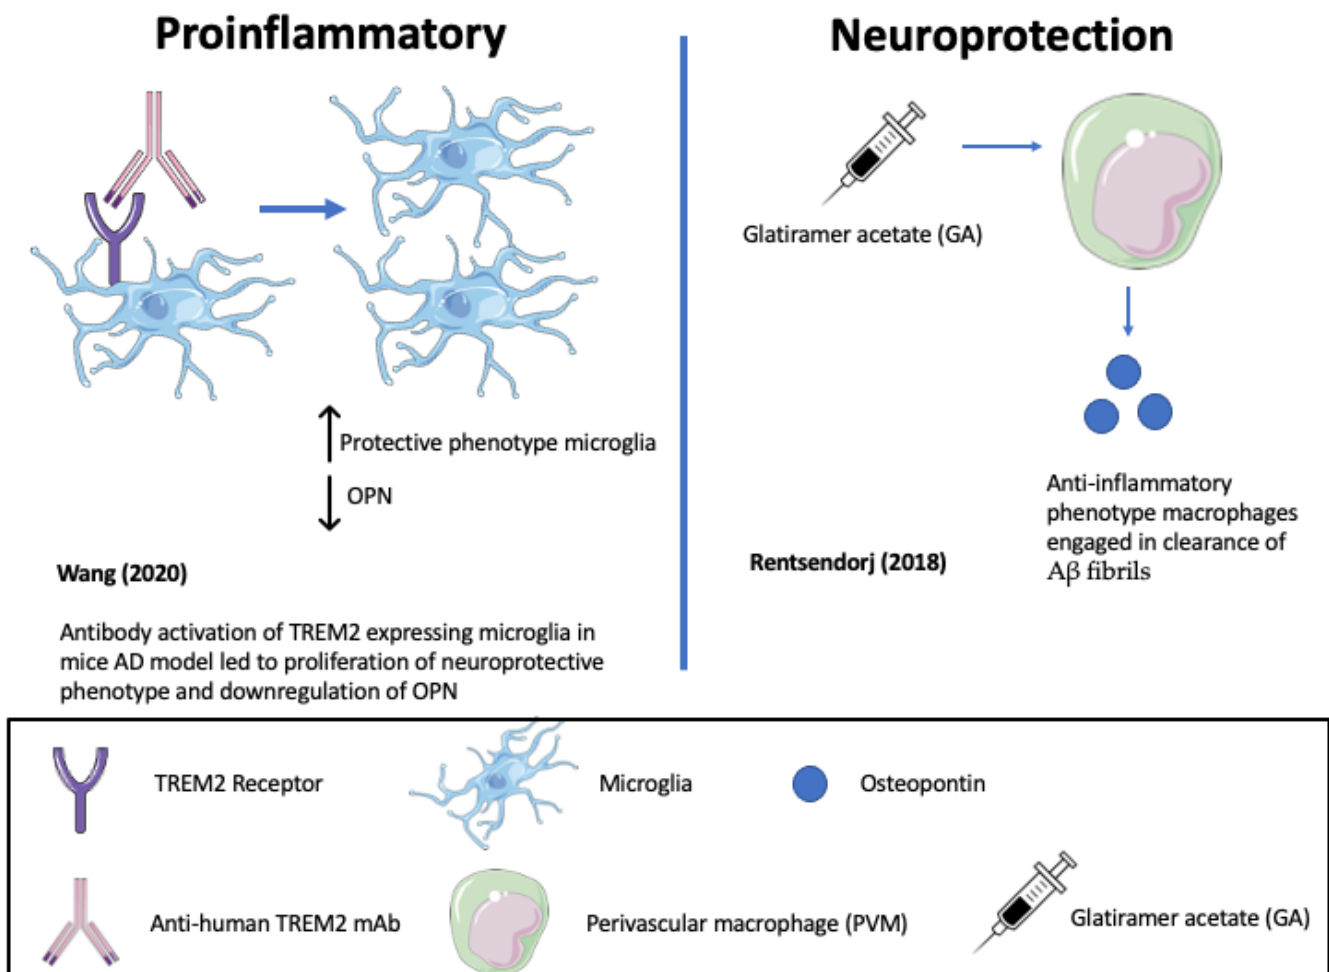 Proinflammatory
Protective phenotype microglia
OPN
Wang (2020)
Antibody activation of TREM2 expressing microglia in
mice AD model led to proliferation of neuroprotective
phenotype and downregulation of OPN
Neuroprotection
Glatiramer acetate (GA)
Anti-inflammatory
phenotype macrophages
engaged in clearance of
Aβ fibrils
Rentsendorj (2018)
TREM2 Receptor
Microglia
Osteopontin
Anti-human TREM2 mAb
Perivascular macrophage (PVM)
Glatiramer acetate (GA)